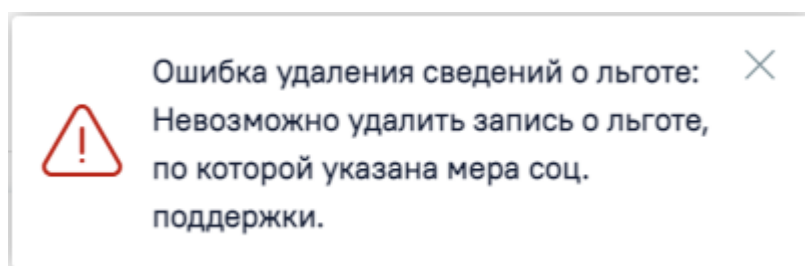 Ошибка удаления сведений о льготе:
Невозможно удалить запись о льготе,
по которой указана мера соц.
поддержки.